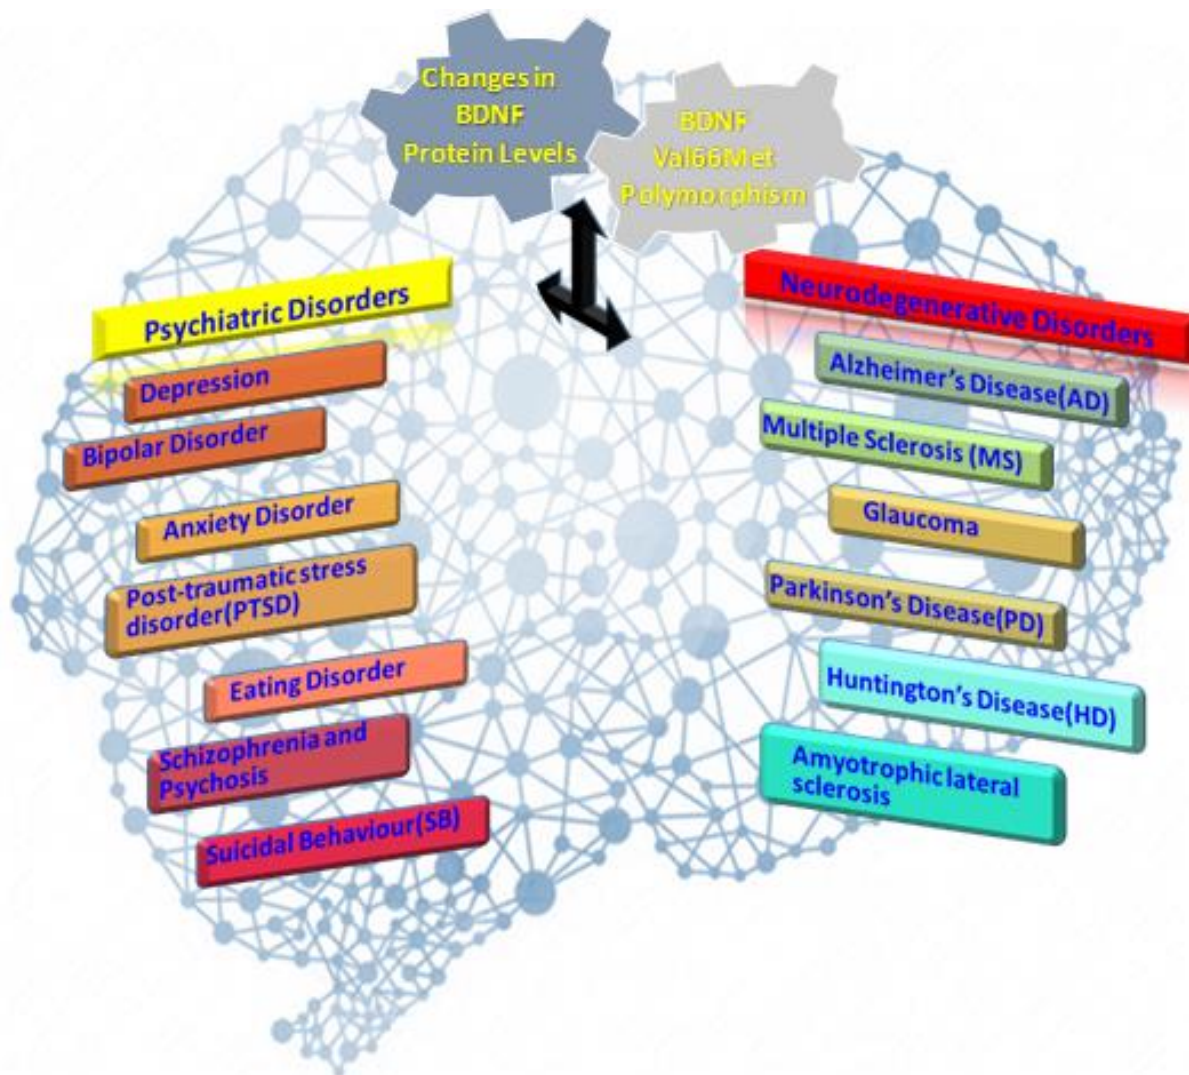 Changes in
BDNF
Protein Levels
BDNF
Val66Met
Polymorphism
Psychiatric Disorders
Depression
Bipolar Disorder
Anxiety Disorder
Post-traumatic stress
disorder(PTSD)
Eating Disorder
Schizophrenia and
Psychosis
Suicidal Behaviour(SB)
Neurodegenerative Disorders
Alzheimer's Disease(AD)
Multiple Sclerosis (MS)
Glaucoma
Parkinson's Disease(PD)
Huntington's Disease(HD)
Amyotrophic lateral
sclerosis